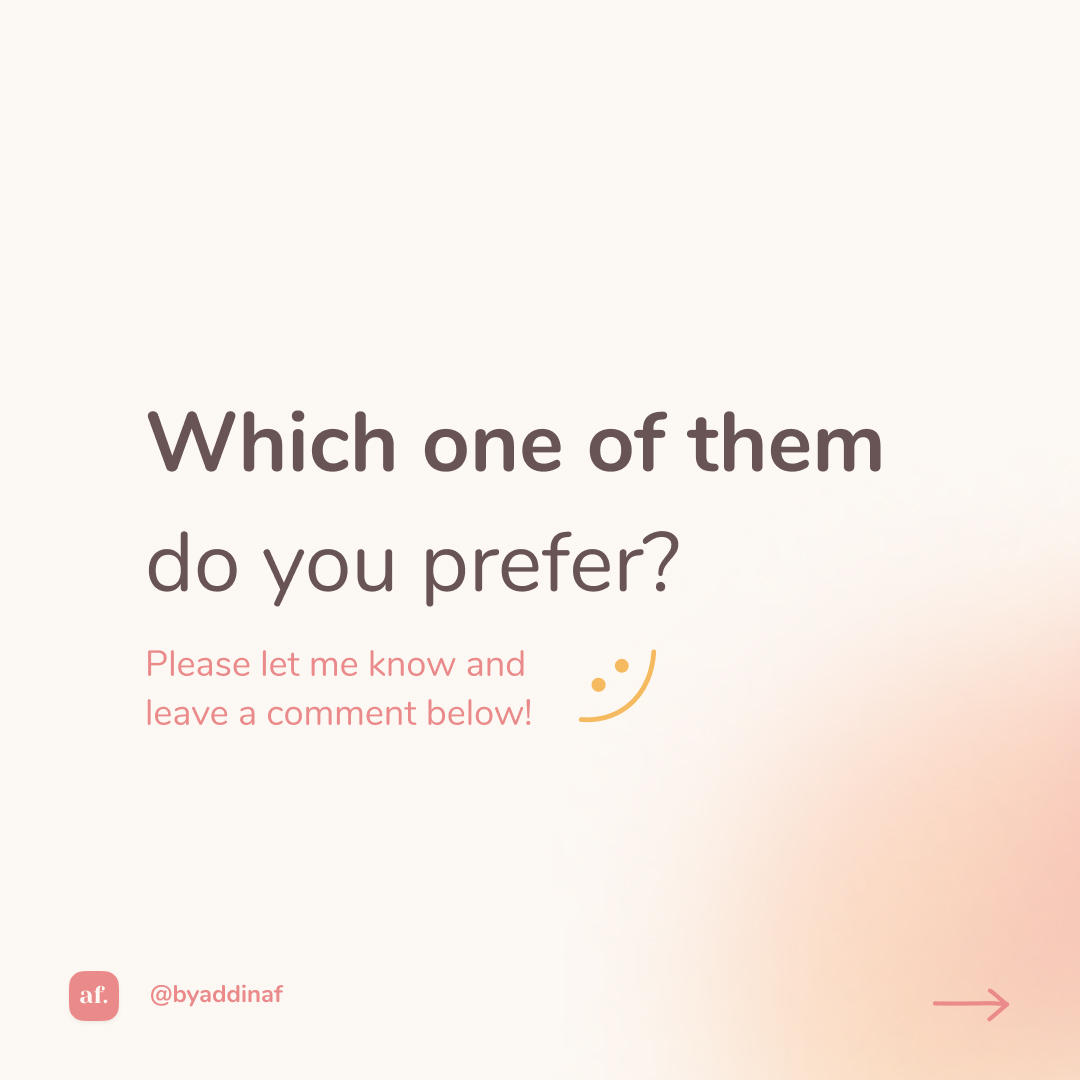 Which one of them
do you prefer?
Please let me know and
leave a comment below!
af.
@byaddinaf